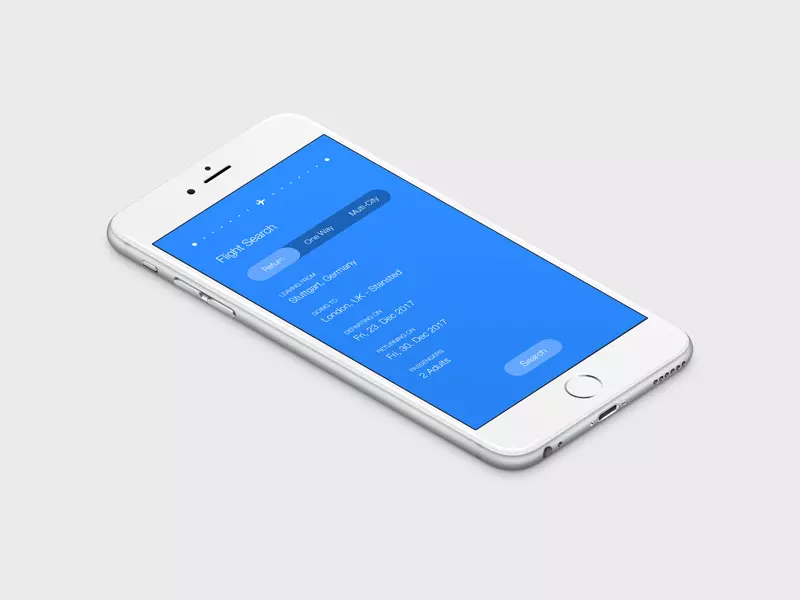 Flight Search
Return One Way Multi-City
LEAVING FROM
Stuttgart, Germany
GOING TO
London, UK - Stansted
DEPARTING ON
Fri, 23. Dec 2017
RETURNING ON
Fri, 30. Dec 2017
PASSENGERS
2 Adults
Search